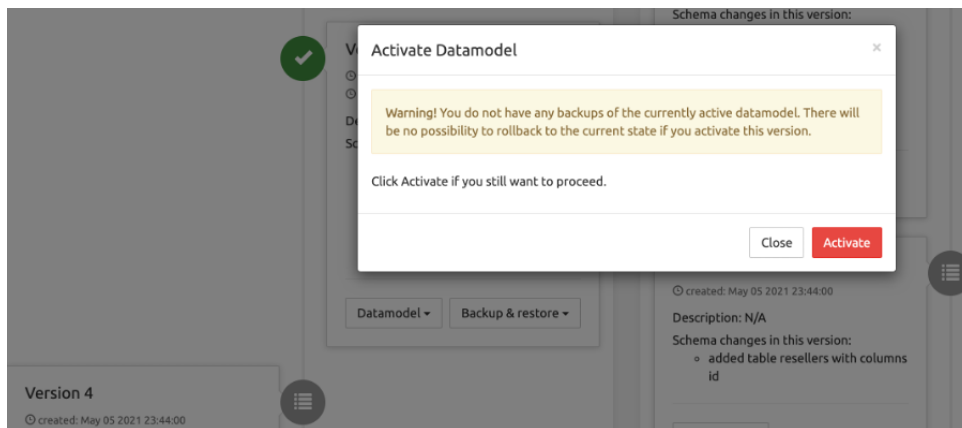 Schema changes in this version:
Activate Datamodel
×
Warning! You do not have any backups of the currently active datamodel. There will
be no possibility to rollback to the current state if you activate this version.
Click Activate if you still want to proceed.
Close
Activate
Datamodel
Backup & restore
created: May 05 2021 23:44:00
Description: N/A
Schema changes in this version:
added table resellers with columns
id
Version 4
created: May 05 2021 23:44:00